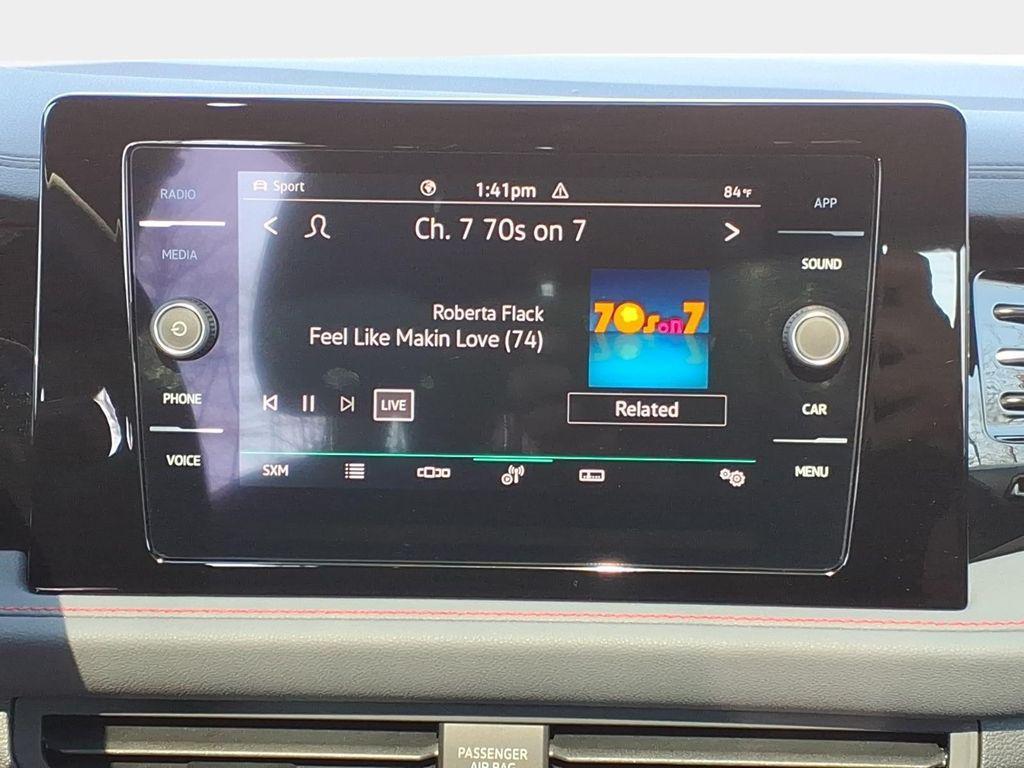 RADIO
MEDIA
PHONE
VOICE
Sport
1:41pm
84°F
Ch. 7 70s on 7
Roberta Flack
Feel Like Makin Love (74)
70s on 7
LIVE
Related
SXM
APP
SOUND
CAR
MENU
PASSENGER
AIR BAG